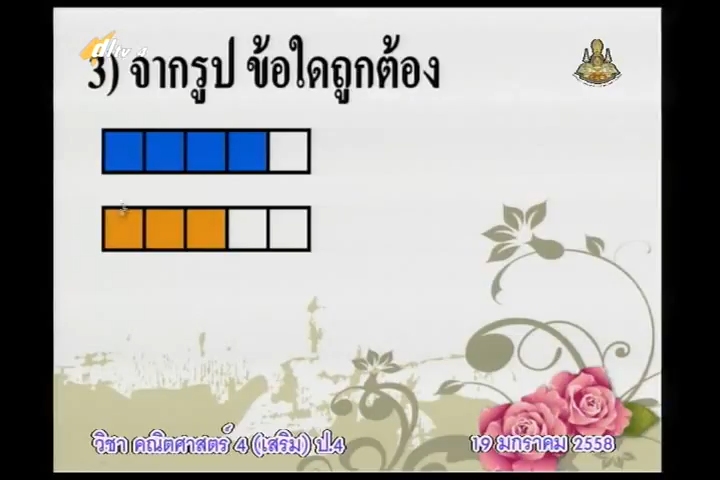 dltv 4
3) จากรูป ข้อใดถูกต้อง
วิชา คณิตศาสตร์ 4 (เสริม) ป.4
19 มกราคม 2558